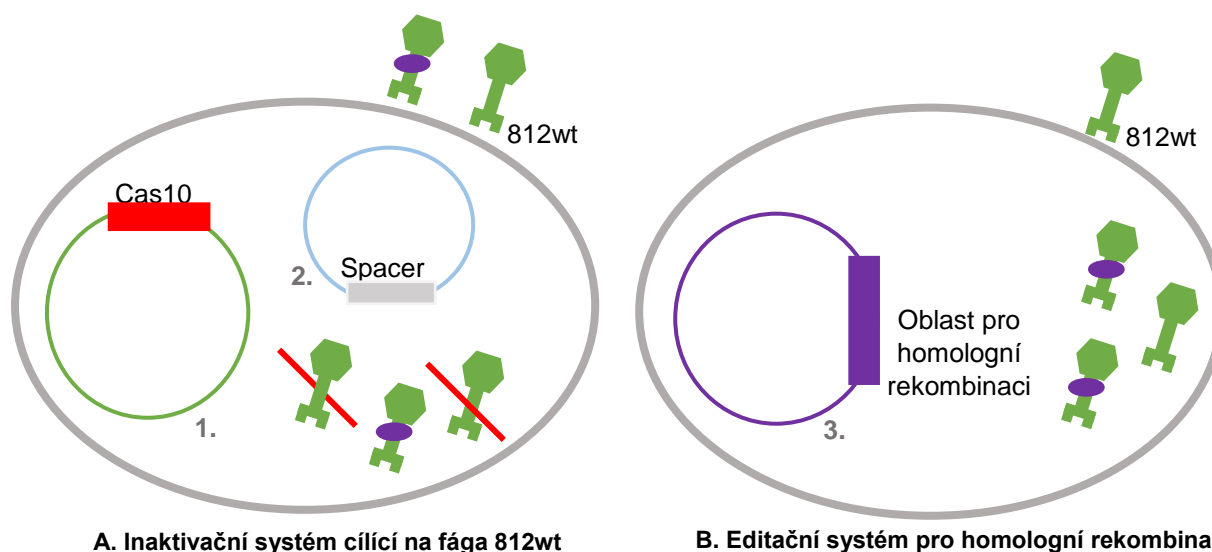 812wt
812wt
Cas10
Spacer
2.
1.
Oblast pro
homologní
rekombinaci
3.
A. Inaktivační systém cílící na fága 812wt
B. Editační systém pro homologní rekombina